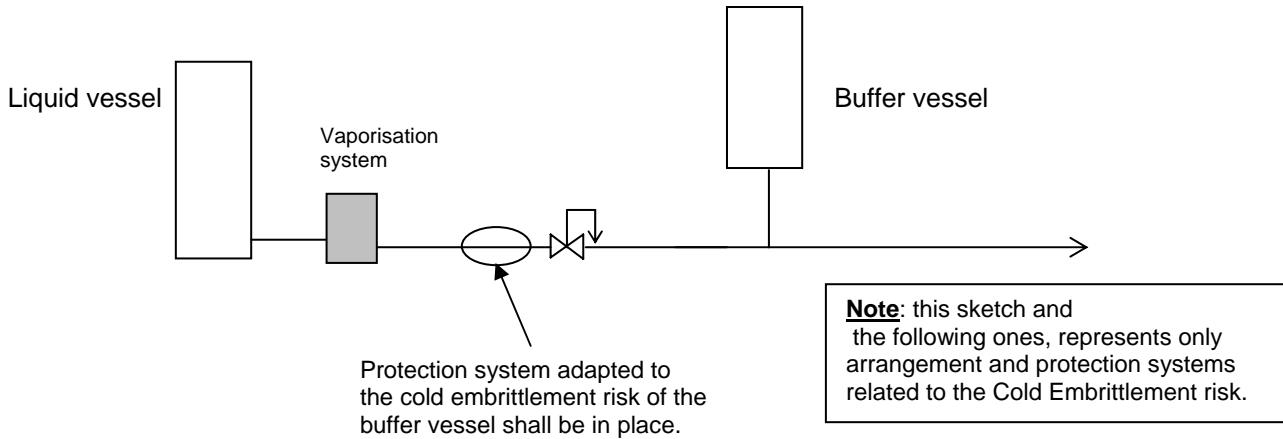 Liquid vessel
Vaporisation
system
Buffer vessel
Protection system adapted to
the cold embrittlement risk of the
buffer vessel shall be in place.
Note: this sketch and
the following ones, represents only
arrangement and protection systems
related to the Cold Embrittlement risk.